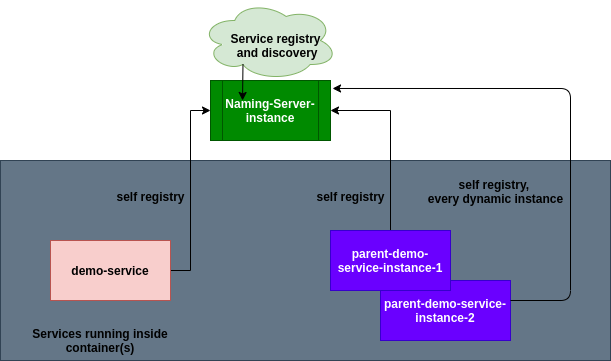 Service registry
and discovery
Naming-Server-
instance
self registry
self registry
self registry,
every dynamic instance
demo-service
parent-demo-
service-instance-1
parent-demo-service-
instance-2
Services running inside
container(s)